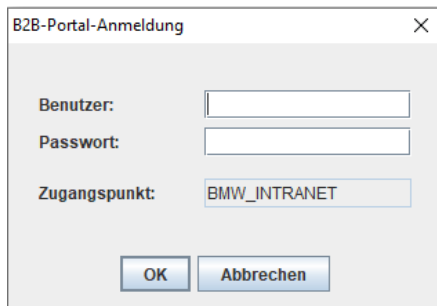 B2B-Portal-Anmeldung
Benutzer:
Passwort:
Zugangspunkt: BMW_INTRANET
OK Abbrechen